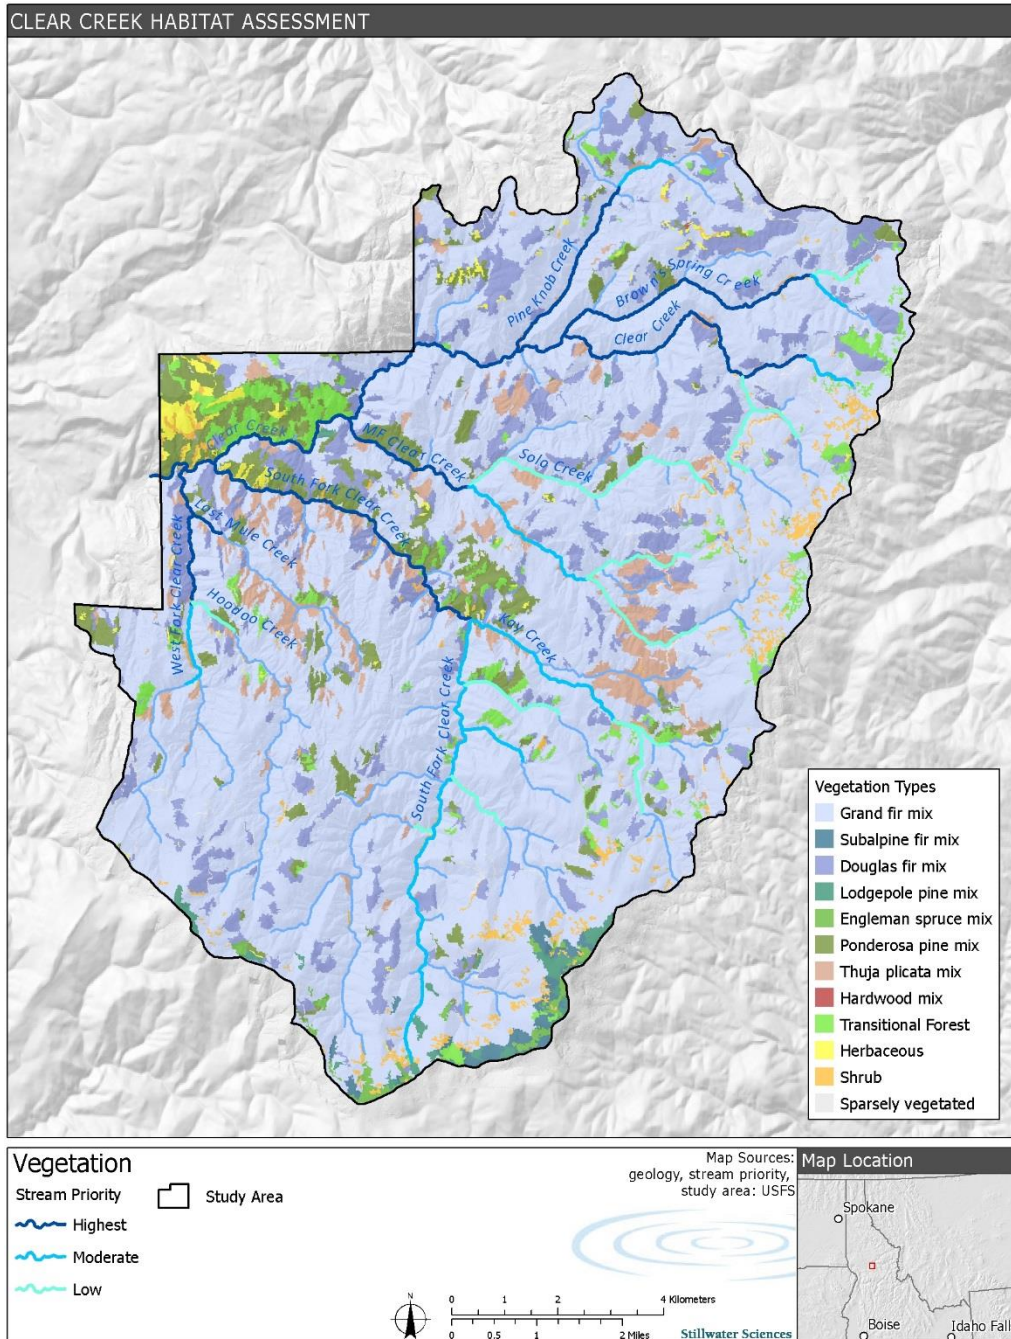 CLEAR CREEK HABITAT ASSESSMENT
Pine Knob Creek
Brown's Spring Creek
Clear Creek
Clear Creek
MF Clear Creek
Solo Creek
South Fork Clear Creek
Lost Mule Creek
West Fork Clear Creek
Hoodoo Creek
Kay Creek
South Fork Clear Creek
Vegetation Types
Grand fir mix
Subalpine fir mix
Douglas fir mix
Lodgepole pine mix
Engleman spruce mix
Ponderosa pine mix
Thuja plicata mix
Hardwood mix
Transitional Forest
Herbaceous
Shrub
Sparsely vegetated
Vegetation
Stream Priority
Study Area
Highest
Moderate
Low
Map Sources:
geology, stream priority,
study area: USFS
N
0 1 2 4 Kilometers
0 0.5 1 2 Miles
Stillwater Sciences
Map Location
Spokane
Boise
Idaho Fall